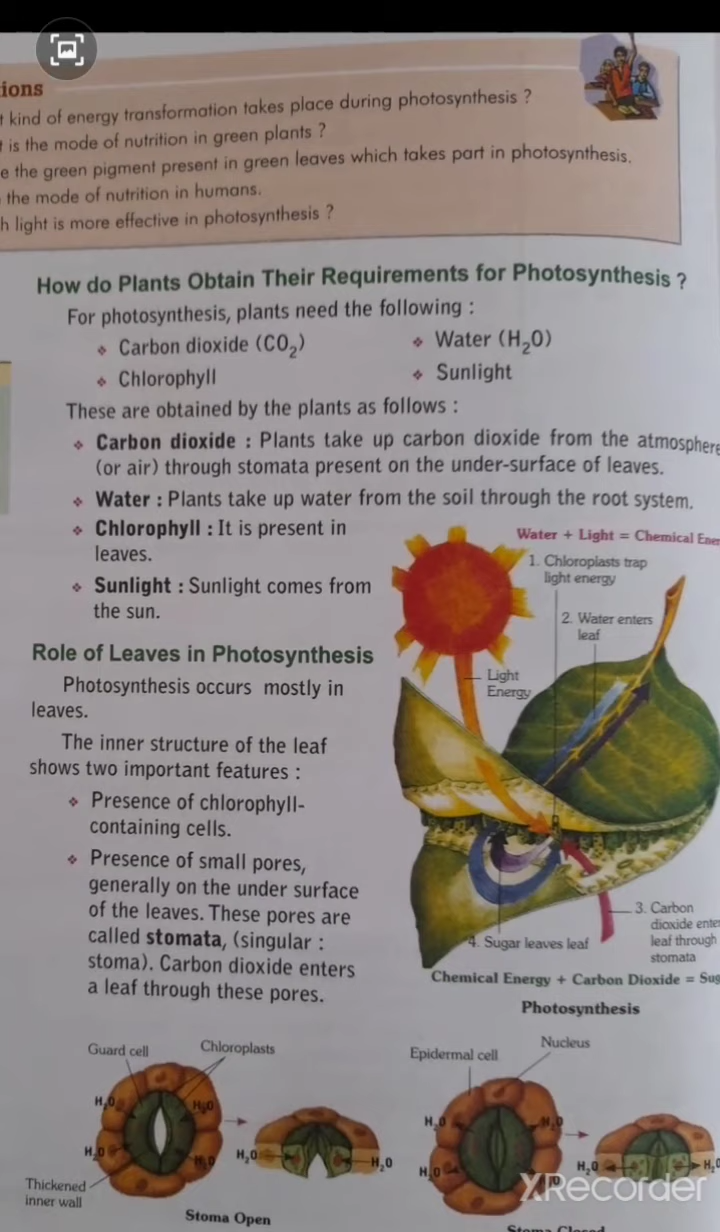 ions
t kind of energy transformation takes place during photosynthesis ?
t is the mode of nutrition in green plants ?
e the green pigment present in green leaves which takes part in photosynthesis.
the mode of nutrition in humans.
h light is more effective in photosynthesis ?
How do Plants Obtain Their Requirements for Photosynthesis ?
For photosynthesis, plants need the following :
❖ Carbon dioxide (CO₂) ❖ Water (H₂O)
❖ Chlorophyll ❖ Sunlight
These are obtained by the plants as follows :
❖ Carbon dioxide : Plants take up carbon dioxide from the atmosphere
(or air) through stomata present on the under-surface of leaves.
❖ Water : Plants take up water from the soil through the root system.
❖ Chlorophyll : It is present in
leaves.
❖ Sunlight : Sunlight comes from
the sun.
Role of Leaves in Photosynthesis
Photosynthesis occurs mostly in
leaves.
The inner structure of the leaf
shows two important features :
❖ Presence of chlorophyll-
containing cells.
❖ Presence of small pores,
generally on the under surface
of the leaves. These pores are
called stomata, (singular :
stoma). Carbon dioxide enters
a leaf through these pores.
Water + Light = Chemical Ener
1. Chloroplasts trap
light energy
2. Water enters
leaf
Light
Energy
3. Carbon
dioxide ente
leaf through
stomata
4. Sugar leaves leaf
Chemical Energy + Carbon Dioxide = Sug
Photosynthesis
Guard cell
Chloroplasts
H₂O
H₂O
H₂O
H₂O
H₂O
H₂O
Thickened
inner wall
Stoma Open
Epidermal cell
Nucleus
H₂O
H₂O
H₂O
H₂O
H₂O
Stoma Closed
XRecorder